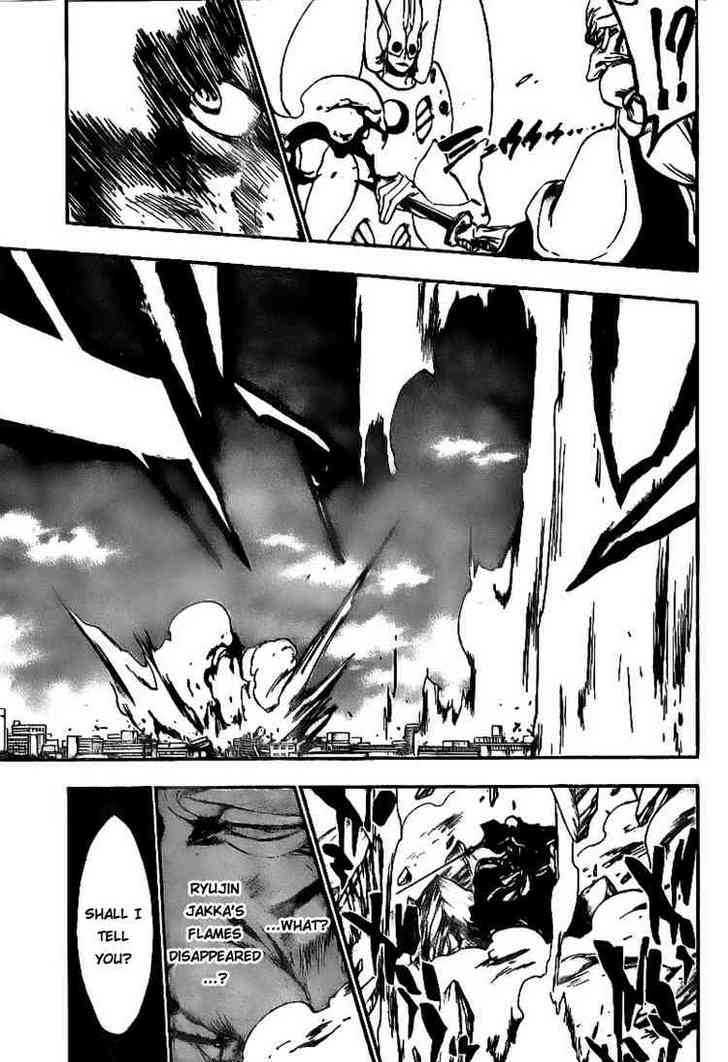 !?
...WHAT?
RYUJIN
JAKKA'S
FLAMES
DISAPPEARED
...?
SHALL I
TELL
YOU?